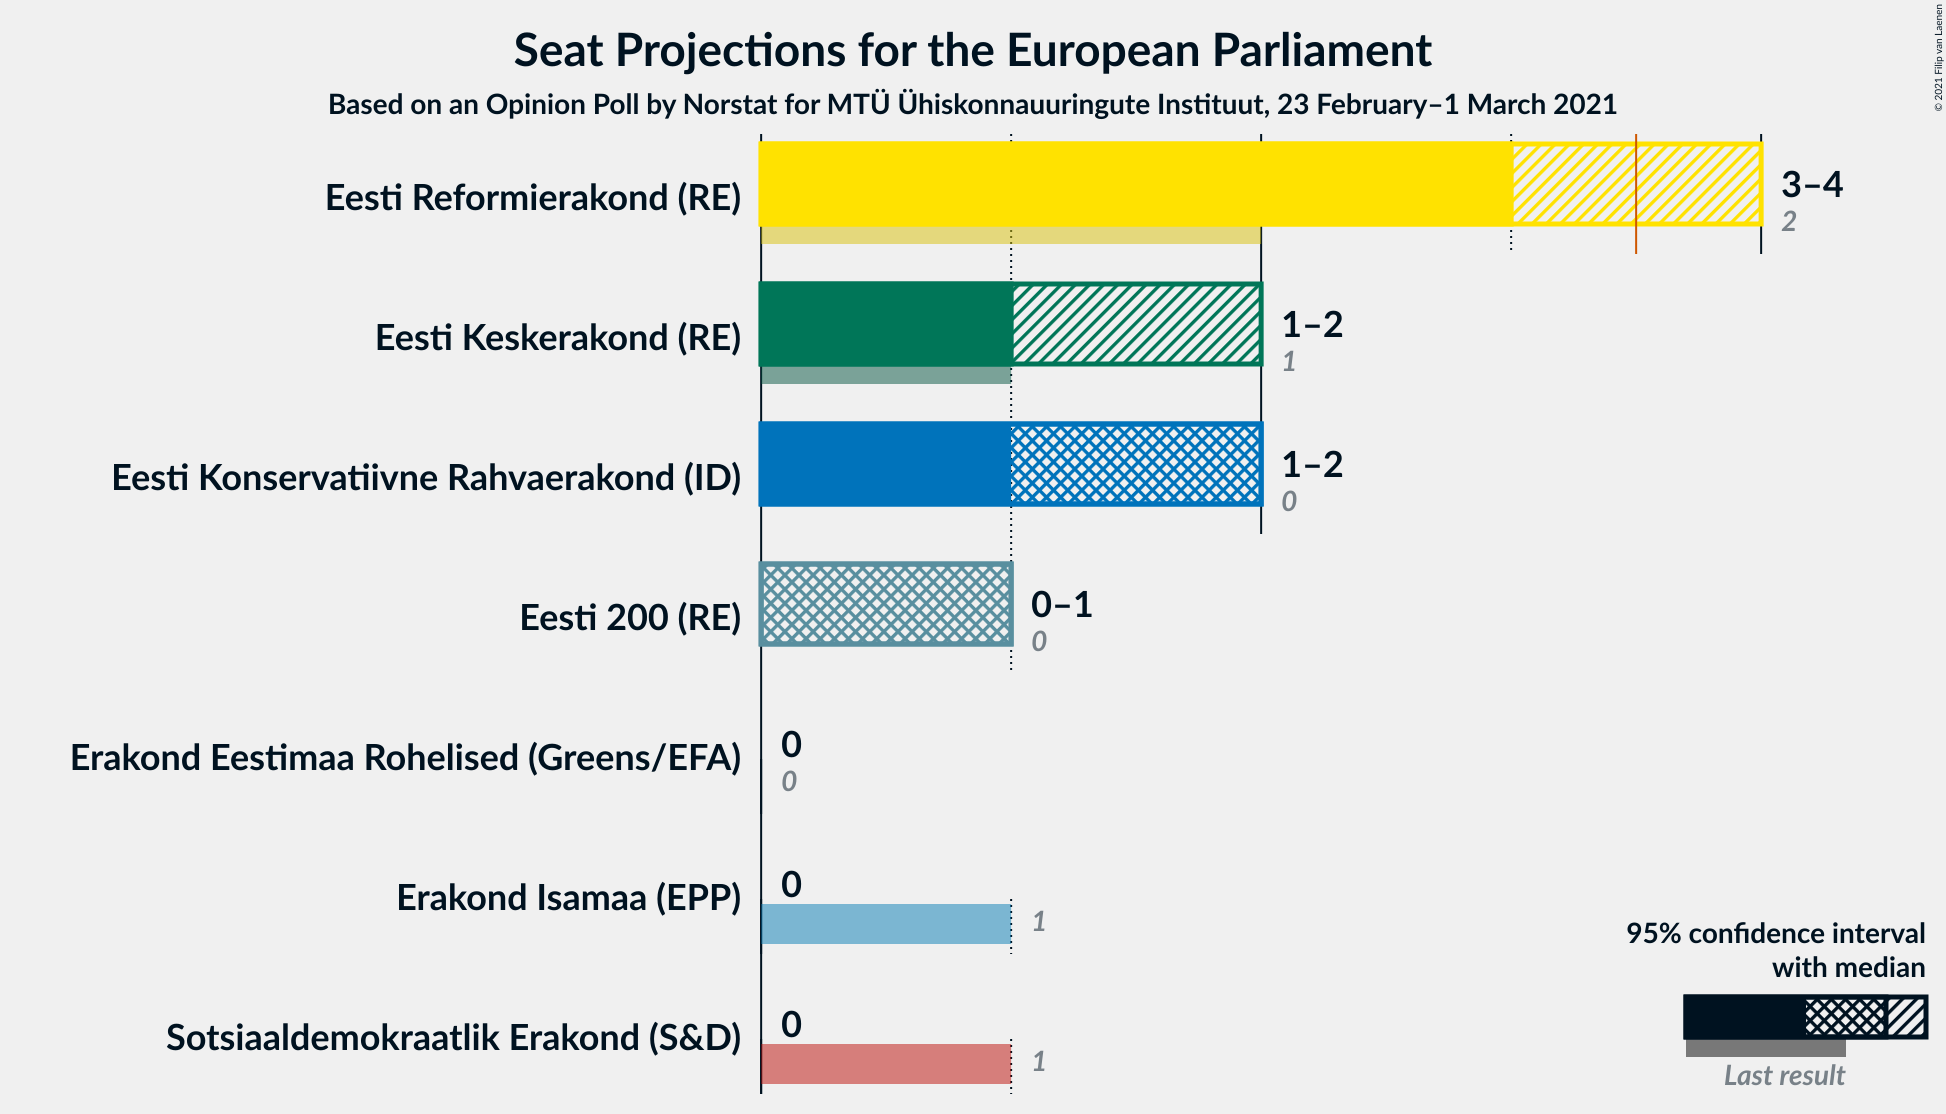 Seat Projections for the European Parliament
Based on an Opinion Poll by Norstat for MTÜ Ühiskonnauuringute Instituut, 23 February–1 March 2021
© 2021 Filip van Laenen
Eesti Reformierakond (RE)
3–4
2
Eesti Keskerakond (RE)
1–2
1
Eesti Konservatiivne Rahvaerakond (ID)
1–2
0
Eesti 200 (RE)
0–1
0
Erakond Eestimaa Rohelised (Greens/EFA)
0
0
Erakond Isamaa (EPP)
0
1
Sotsiaaldemokraatlik Erakond (S&D)
0
1
95% confidence interval
with median
Last result